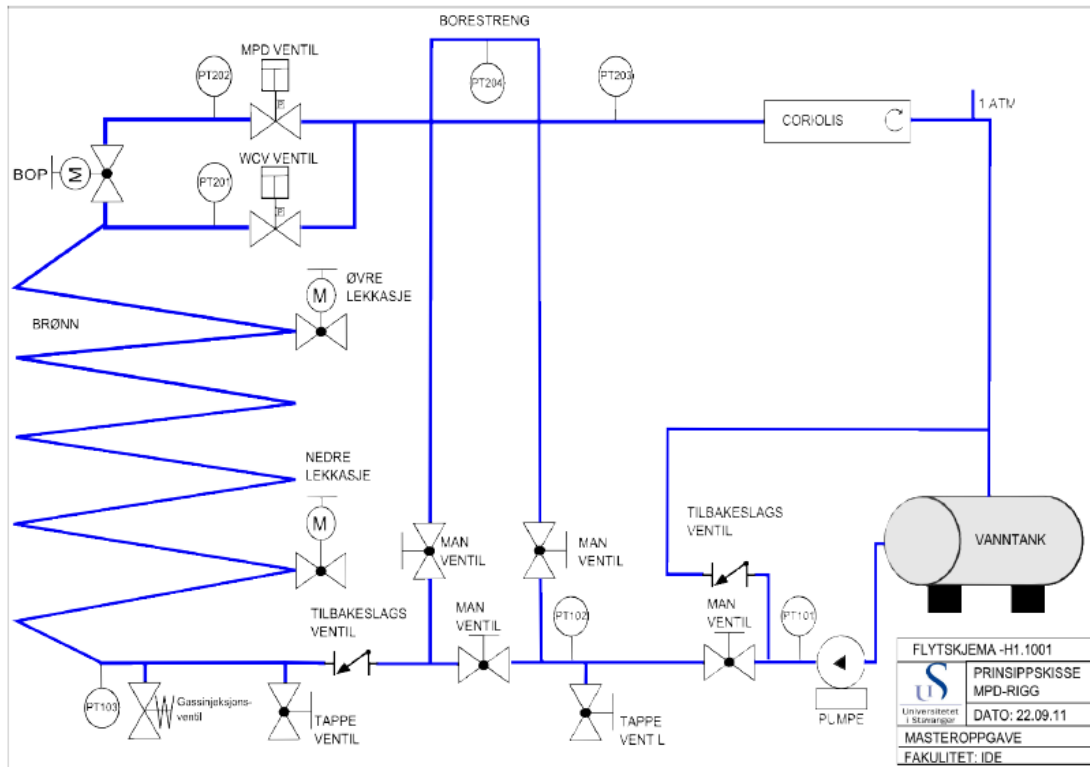 BORESTRENG
MPD VENTIL
PT202
PT204
PT203
P
1 ATM
CORIOLIS
WCV VENTIL
BOP
M
PT201
P
ØVRE
LEKKASJE
M
BRØNN
NEDRE
LEKKASJE
M
TILBAKESLAGS
VENTIL
VANNTANK
MAN
VENTIL
MAN
VENTIL
TILBAKESLAGS
VENTIL
MAN
VENTIL
PT102
MAN
VENTIL
PT101
PT103
Gassinjeksjons-
ventil
TAPPE
VENTIL
TAPPE
VENT L
PUMPE
FLYTSKJEMA -H1.1001
PRINSIPPSKISSE
MPD-RIGG
US
Universitetet
i Stavanger
DATO: 22.09.11
MASTEROPPGAVE
FAKULITET: IDE